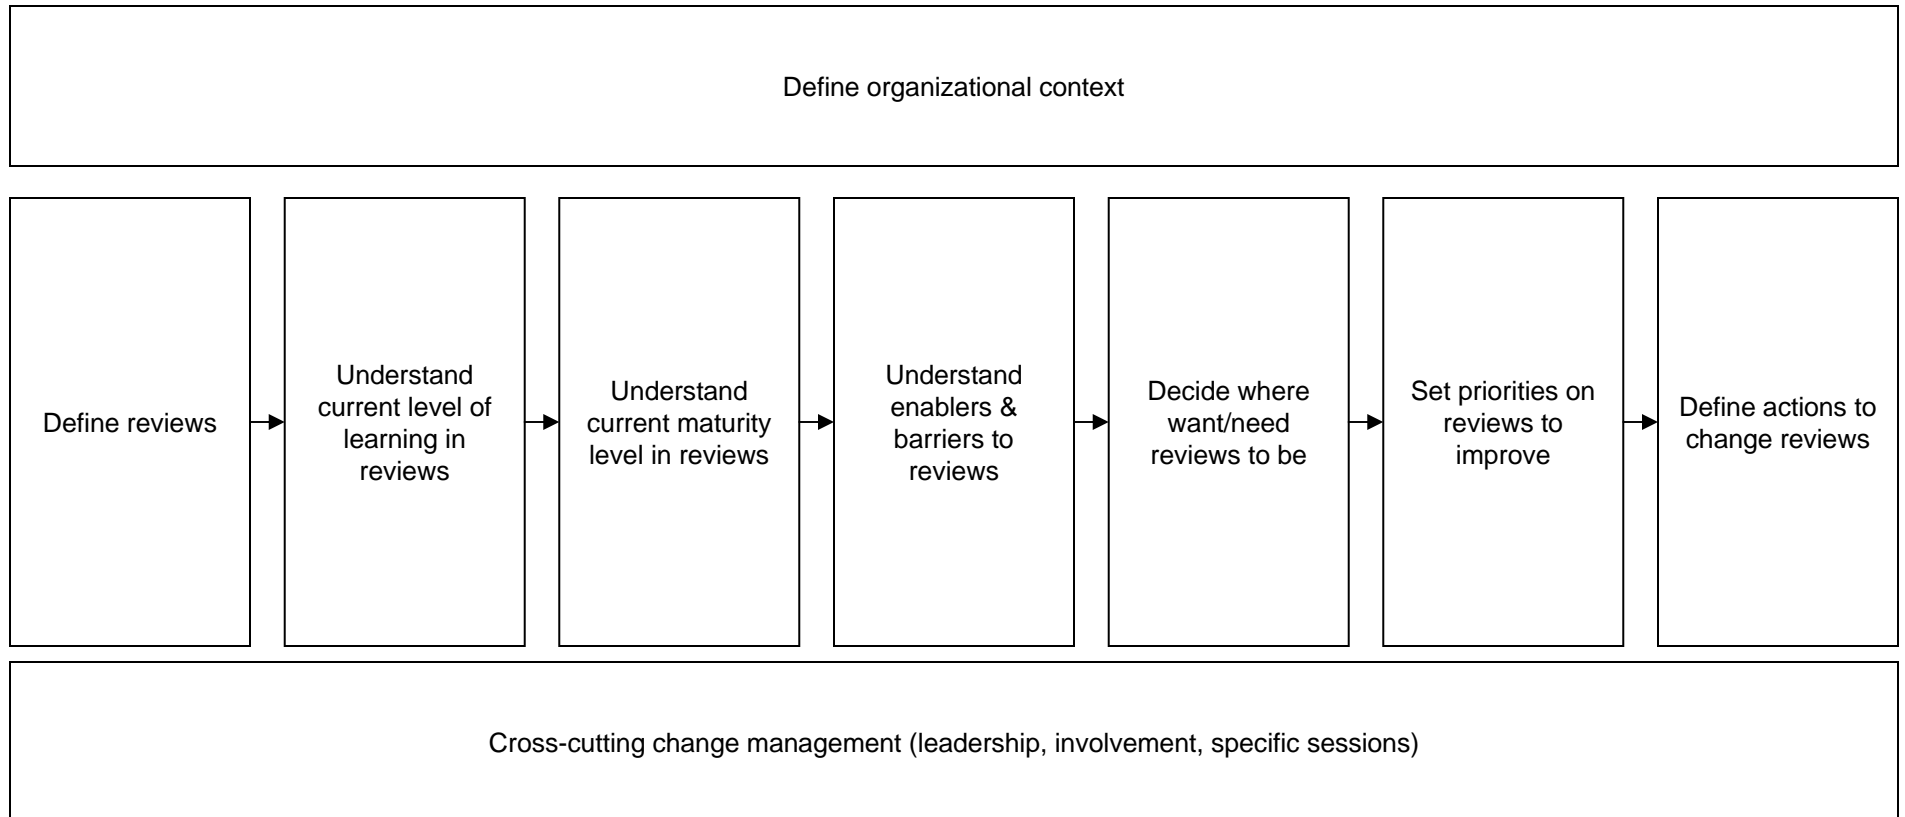 Define organizational context
Define reviews
Understand
current level of
learning in
reviews
Understand
current maturity
level in reviews
Understand
enablers &
barriers to
reviews
Decide where
want/need
reviews to be
Set priorities on
reviews to
improve
Define actions to
change reviews
Cross-cutting change management (leadership, involvement, specific sessions)